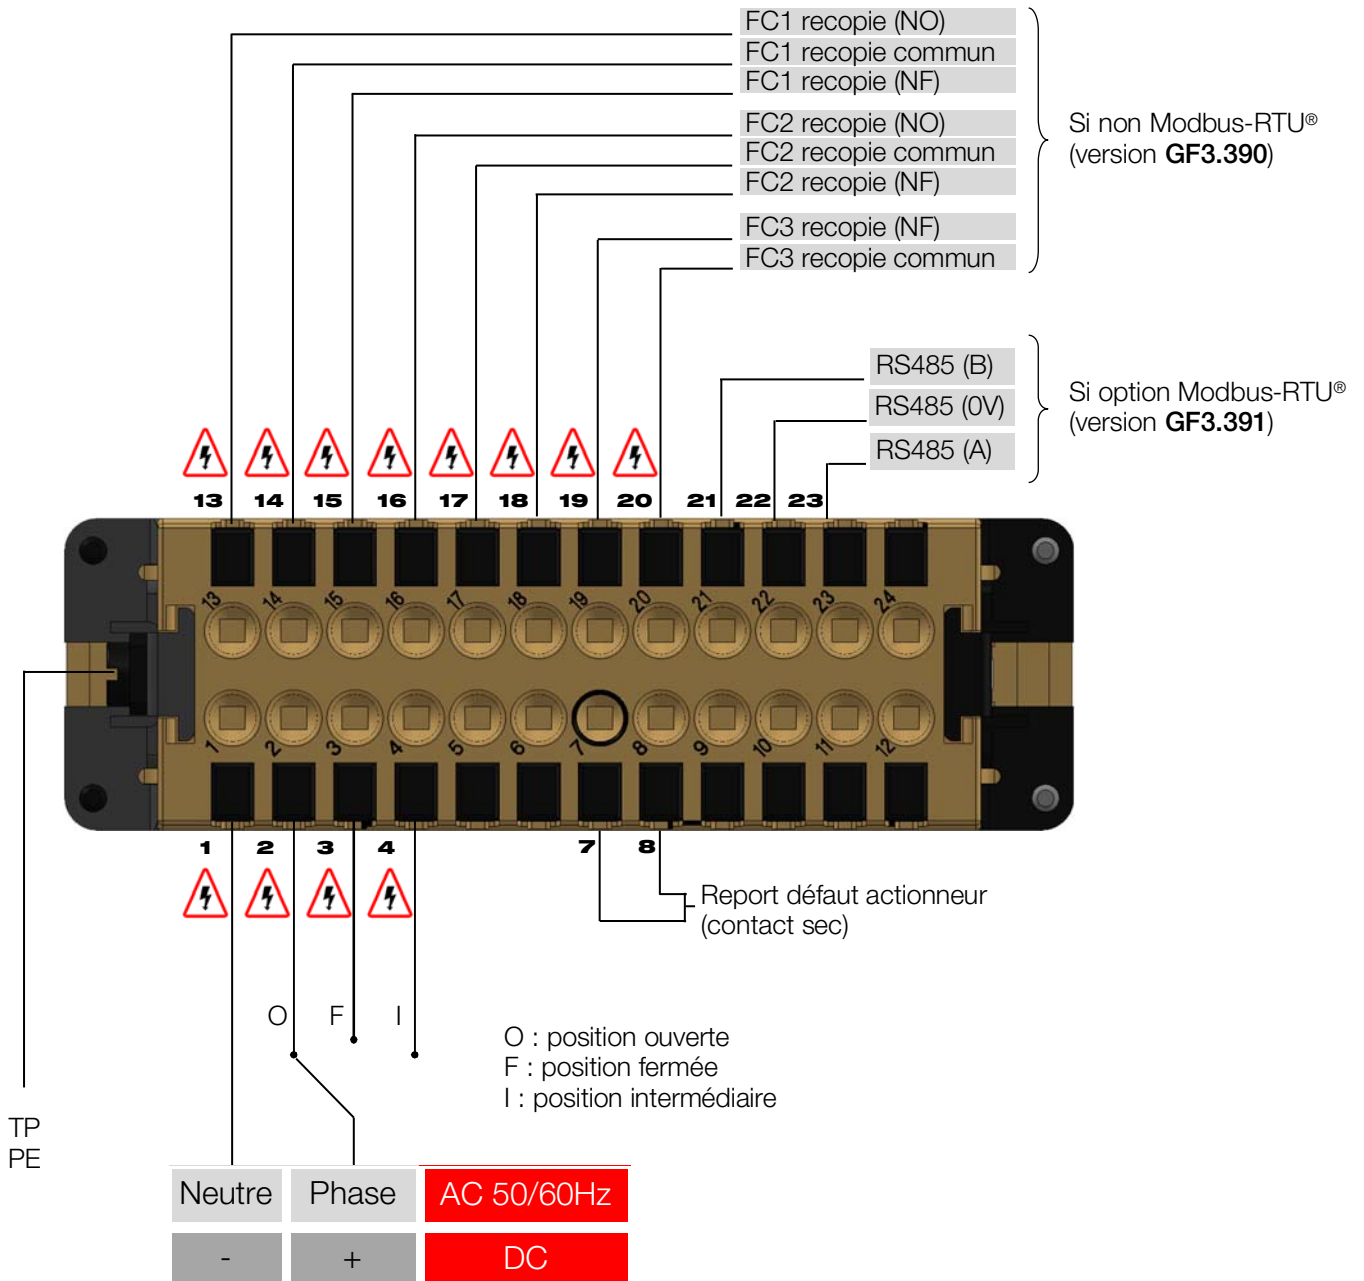 FC1 recopie (NO)
FC1 recopie commun
FC1 recopie (NF)
FC2 recopie (NO)
FC2 recopie commun
FC2 recopie (NF)
FC3 recopie (NF)
FC3 recopie commun
Si non Modbus-RTU®
(version GF3.390)
RS485 (B)
RS485 (0V)
RS485 (A)
Si option Modbus-RTU®
(version GF3.391)
13 14 15 16 17 18 19 20 21 22 23
13 14 15 16 17 18 19 20 21 22 23 24
1 2 3 4 5 6 7 8 9 10 11 12
1 2 3 4 7 8
Report défaut actionneur
(contact sec)
O F I
O : position ouverte
F : position fermée
I : position intermédiaire
TP
PE
Neutre Phase AC 50/60Hz
- + DC